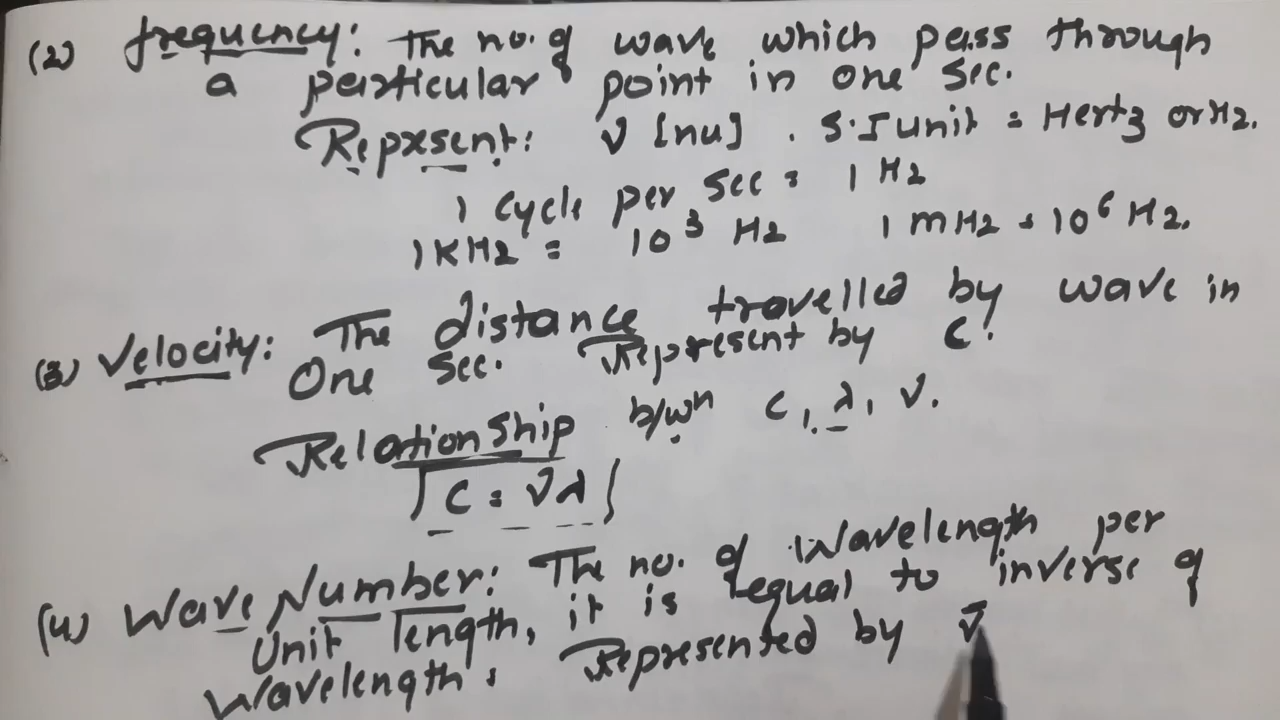 (2) frequency: The no. of wave which pass through
a particular point in one sec.
Represent: ν [nu] . S.I unit = Hertz or Hz.
1 cycle per sec = 1 Hz
1 KHz = 10³ Hz 1 mHz = 10⁶ Hz.
(3) Velocity: The distance travelled by wave in
One sec. Represent by C.
Relationship b/wn c, λ, ν.
C = νλ
(4) Wave Number: The no. of wavelength per
Unit length, it is equal to inverse of
wavelength. Represented by ν̄